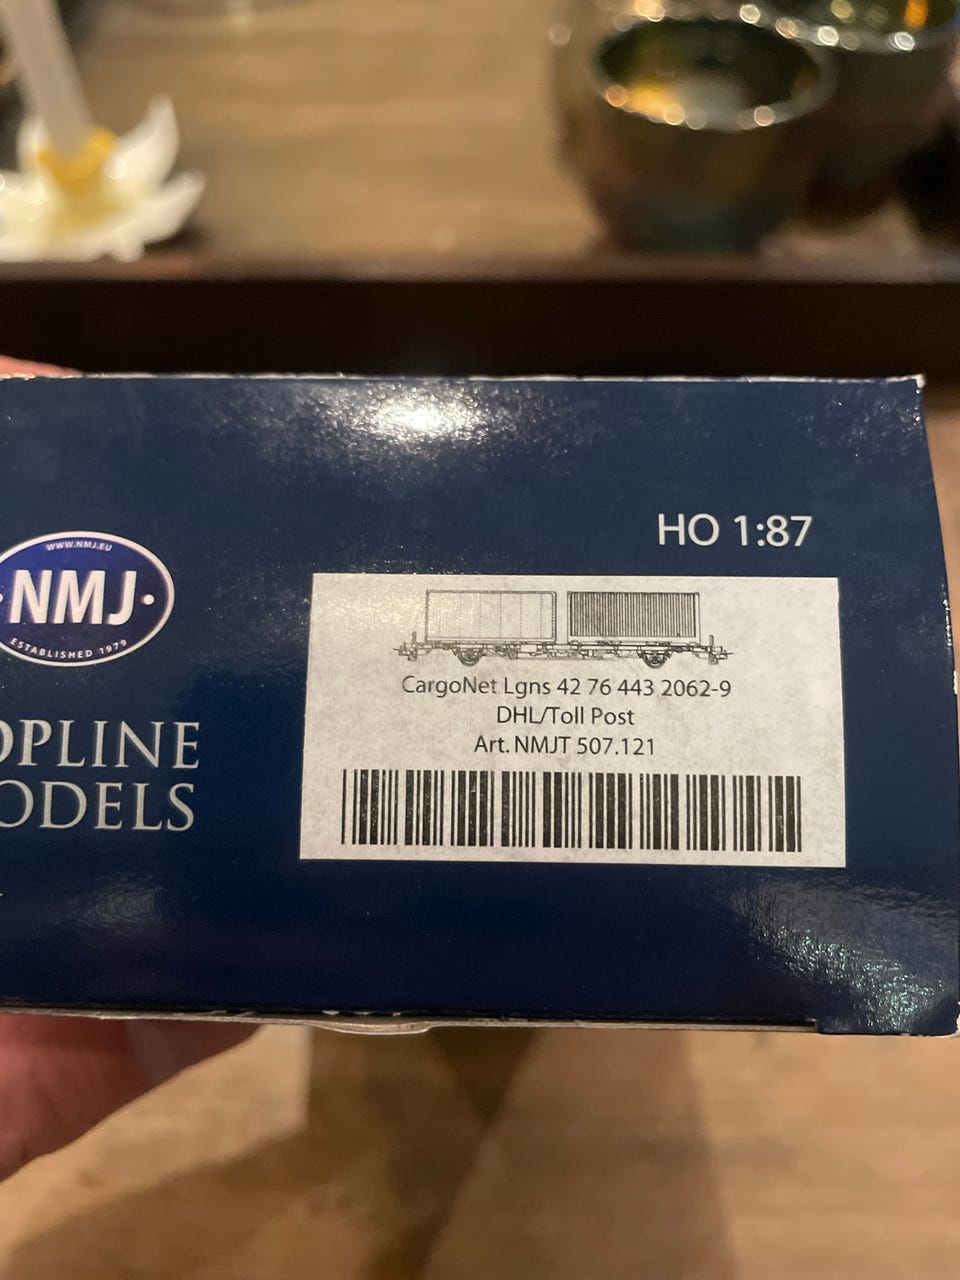 HO 1:87
WWW.NMJ.EU
·NMJ·
ESTABLISHED 1979
OPLINE
ODELS
CargoNet Lgns 42 76 443 2062-9
DHL/Toll Post
Art. NMJT 507.121